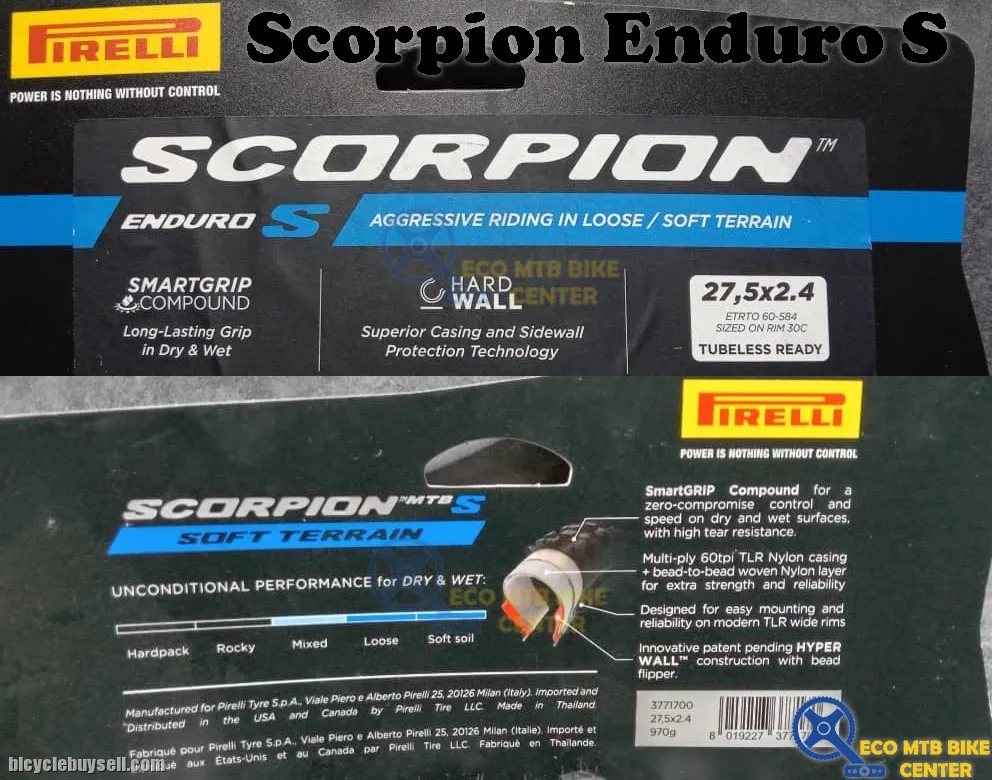 PIRELLI
POWER IS NOTHING WITHOUT CONTROL
Scorpion Enduro S
SCORPION™
ENDURO S
AGGRESSIVE RIDING IN LOOSE / SOFT TERRAIN
SMARTGRIP
COMPOUND
Long-Lasting Grip
in Dry & Wet
HARD
WALL
Superior Casing and Sidewall
Protection Technology
27,5x2.4
ETRTO 60-584
SIZED ON RIM 30C
TUBELESS READY
ECO MTB BIKE
CENTER
PIRELLI
POWER IS NOTHING WITHOUT CONTROL
SCORPION™MTB S
SOFT TERRAIN
UNCONDITIONAL PERFORMANCE for DRY & WET:
Hardpack Rocky Mixed Loose Soft soil
SmartGRIP Compound for a
zero-compromise control and
speed on dry and wet surfaces,
with high tear resistance.
Multi-ply 60tpi TLR Nylon casing
+ bead-to-bead woven Nylon layer
for extra strength and reliability
Designed for easy mounting and
reliability on modern TLR wide rims
Innovative patent pending HYPER
WALL™ construction with bead
flipper.
ECO MTB BIKE
CENTER
Manufactured for Pirelli Tyre S.p.A., Viale Piero e Alberto Pirelli 25, 20126 Milan (Italy). Imported and
Distributed in the USA and Canada by Pirelli Tire LLC. Made in Thailand.
Fabriqué pour Pirelli Tyre S.p.A., Viale Piero e Alberto Pirelli 25, 20126 Milan (Italie). Importé et
aux États-Unis et au Canada par Pirelli Tire LLC. Fabriqué en Thaïlande.
3771700
27,5x2.4
970g
8 019227
ECO MTB BIKE
CENTER
bicyclebuysell.com